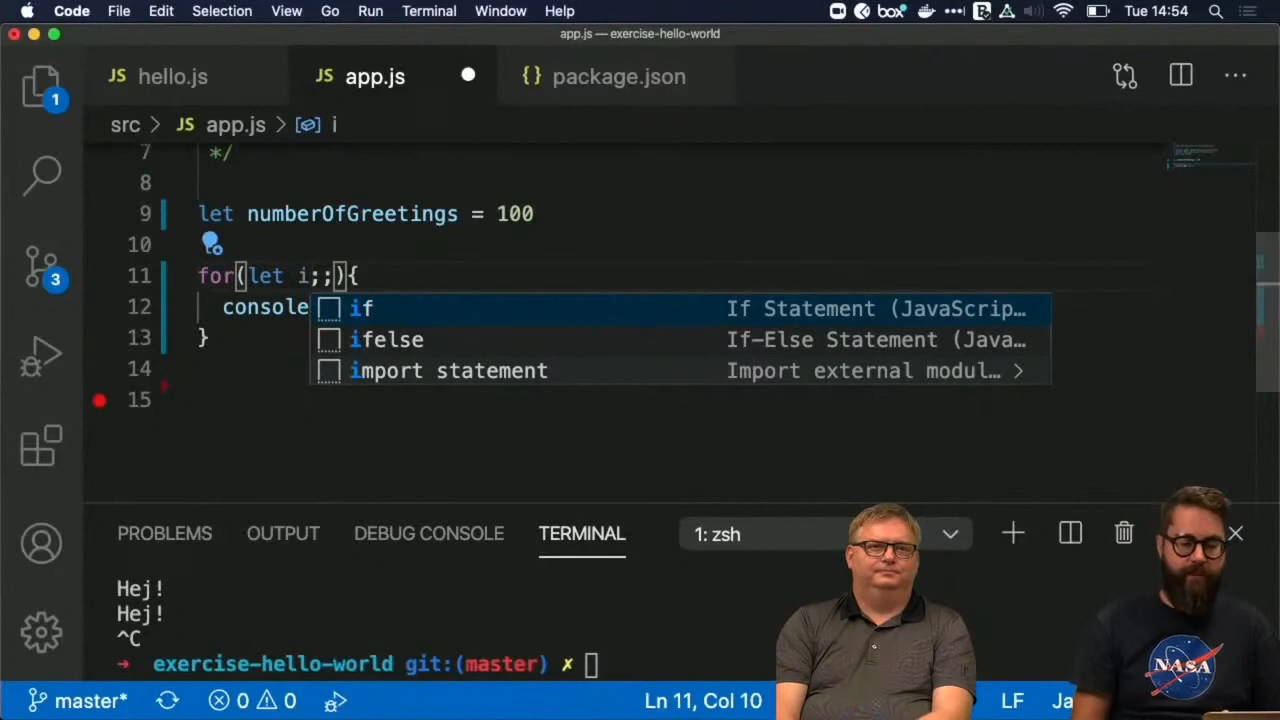 Code File Edit Selection View Go Run Terminal Window Help box Tue 14:54
app.js — exercise-hello-world
JS hello.js JS app.js {} package.json
src > JS app.js > i
7 */
8
9 let numberOfGreetings = 100
10
11 for(let i;;){
12 console
if If Statement (JavaScrip…
ifelse If-Else Statement (Java…
import statement Import external modul… >
13 }
14
15
1
3
PROBLEMS OUTPUT DEBUG CONSOLE TERMINAL 1: zsh
Hej!
Hej!
^C
→ exercise-hello-world git:(master) ✗
NASA
master* 0 0 Ln 11, Col 10 LF Ja